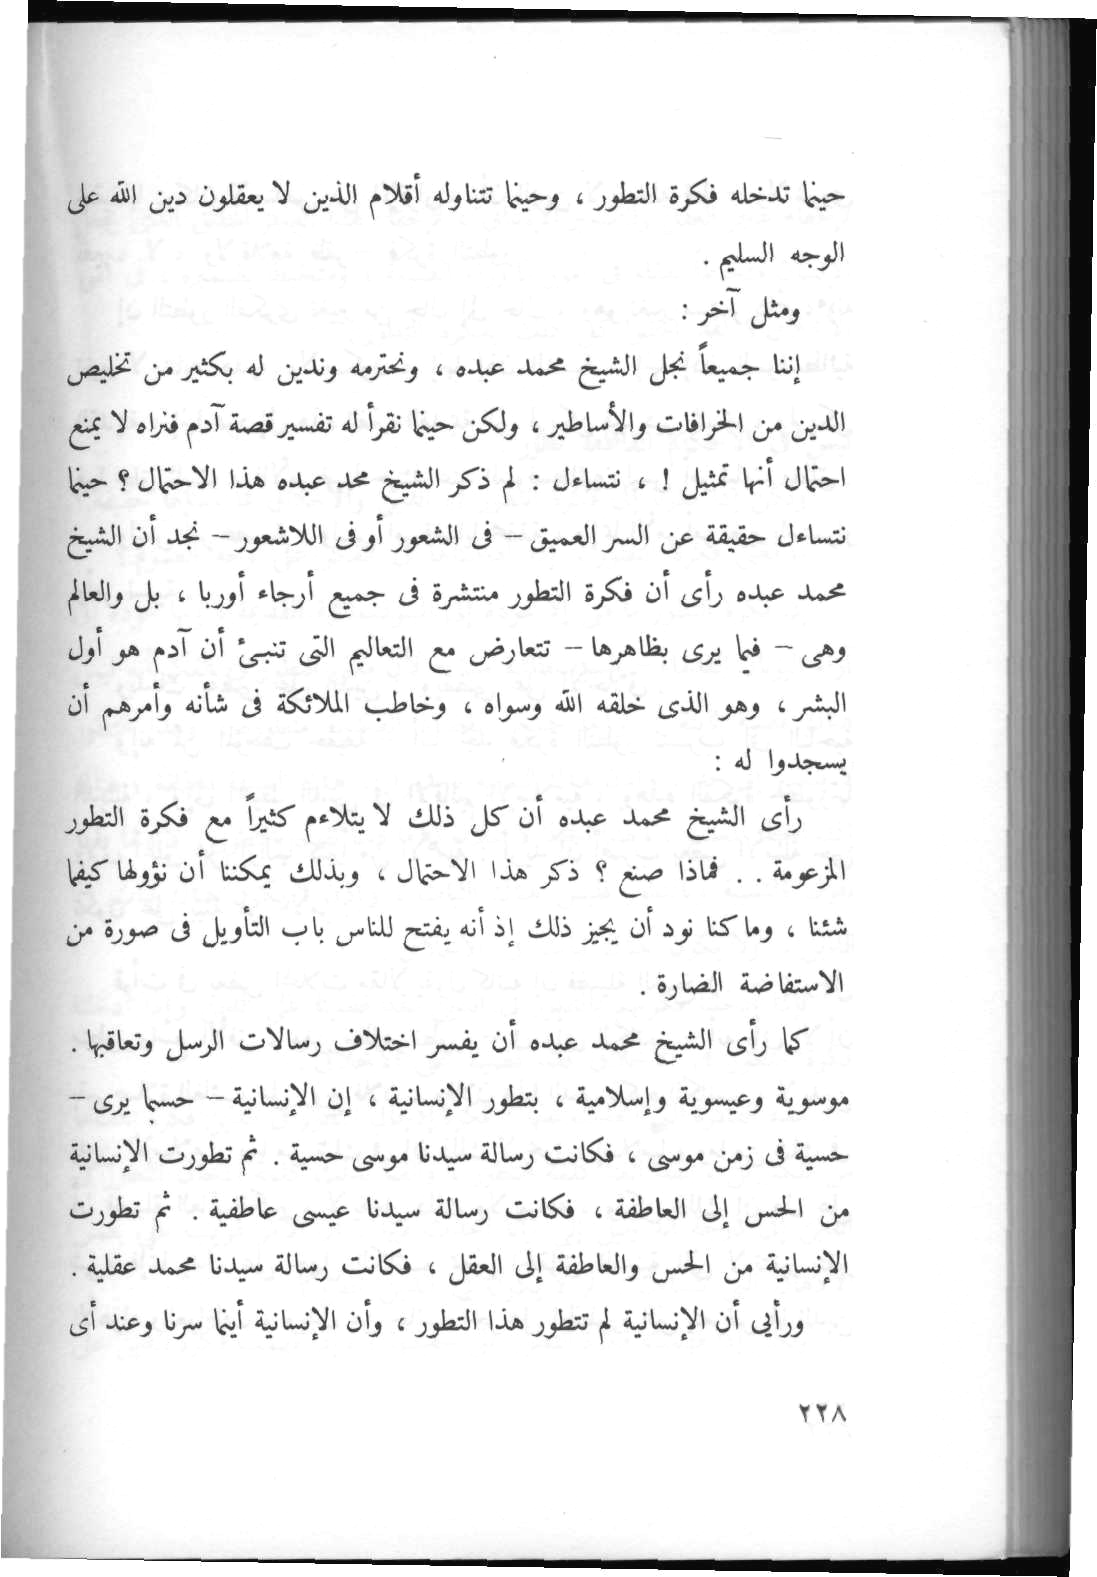 حينما تدخله فكرة التطور ، وحينما تتناوله أقلام الذين لا يعقلون دين الله على
الوجه السليم .
ومثل آخر :
إننا جميعاً نجل الشيخ محمد عبده ، ونحترمه وندين له بكثير من تخليص
الدين من الخرافات والأساطير ، ولكن حينما نقرأ له تفسير قصة آدم فنراه لا يمنع
احتمال أنها تمثيل ! ، نتساءل : لم ذكر الشيخ محمد عبده هذا الاحتمال ؟ حينما
نتساءل حقيقة عن السر العميق – فى الشعور أو فى اللاشعور – نجد أن الشيخ
محمد عبده رأى أن فكرة التطور منتشرة فى جميع أرجاء أوربا ، بل والعالم
وهى – فيما يرى بظاهرها – تتعارض مع التعاليم التى تنبئ أن آدم هو أول
البشر ، وهو الذى خلقه الله وسواه ، وخاطب الملائكة فى شأنه وأمرهم أن
يسجدوا له :
رأى الشيخ محمد عبده أن كل ذلك لا يتلاءم كثيراً مع فكرة التطور
المزعومة . . فماذا صنع ؟ ذكر هذا الاحتمال ، وبذلك يمكننا أن نؤولها كيفما
شئنا ، وما كنا نود أن يجيز ذلك إذ أنه يفتح للناس باب التأويل فى صورة من
الاستفاضة الضارة .
كما رأى الشيخ محمد عبده أن يفسر اختلاف رسالات الرسل وتعاقبها .
موسوية وعيسوية وإسلامية ، بتطور الإنسانية ، إن الإنسانية – حسبما يرى –
حسية فى زمن موسى ، فكانت رسالة سيدنا موسى حسية . ثم تطورت الإنسانية
من الحس إلى العاطفة ، فكانت رسالة سيدنا عيسى عاطفية . ثم تطورت
الإنسانية من الحس والعاطفة إلى العقل ، فكانت رسالة سيدنا محمد عقلية .
ورأيى أن الإنسانية لم تتطور هذا التطور ، وأن الإنسانية أينما سرنا وعند أى
٢٢٨